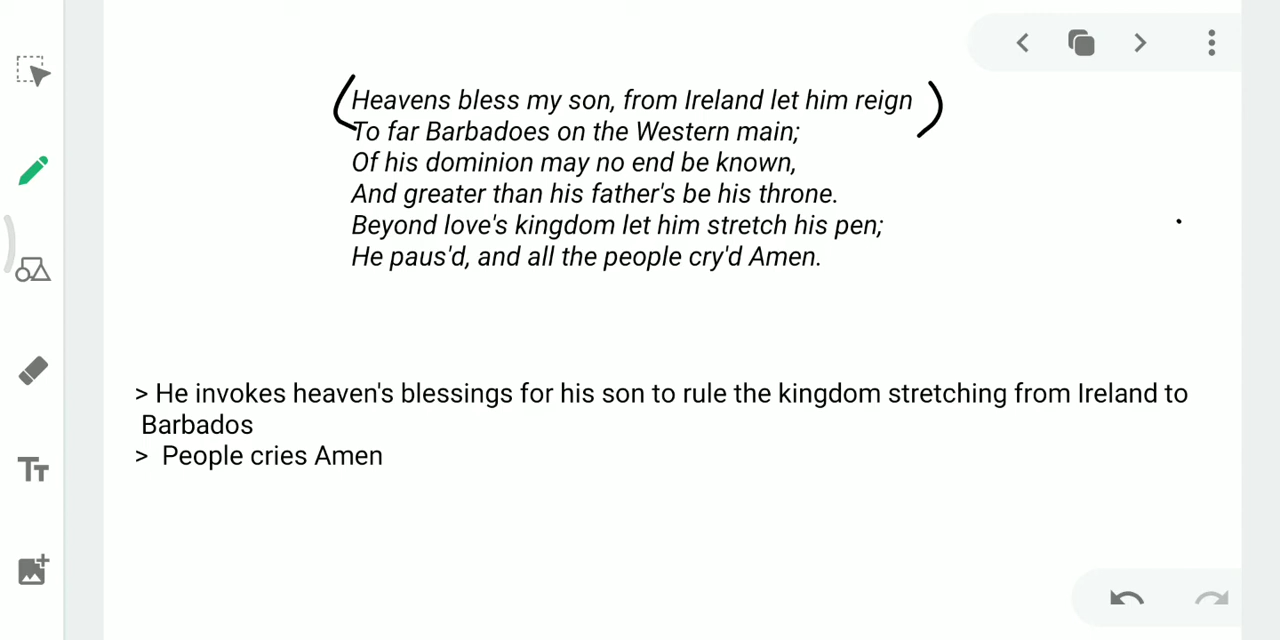 Heavens bless my son, from Ireland let him reign
To far Barbadoes on the Western main;
Of his dominion may no end be known,
And greater than his father's be his throne.
Beyond love's kingdom let him stretch his pen;
He paus'd, and all the people cry'd Amen.
> He invokes heaven's blessings for his son to rule the kingdom stretching from Ireland to
Barbados
> People cries Amen
Tт